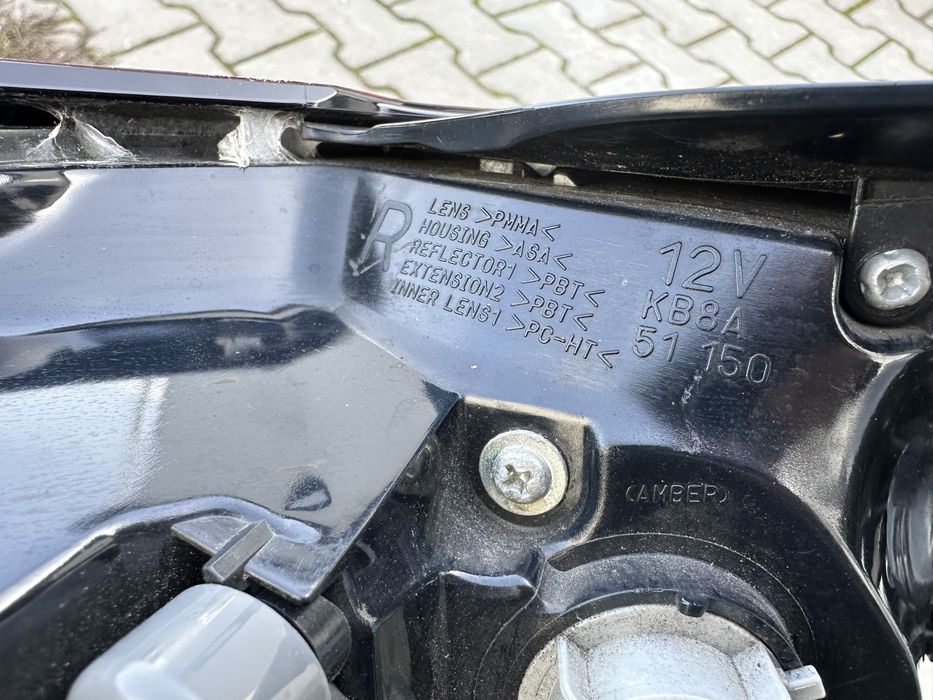 R
LENS >PMMA<
HOUSING >ASA<
REFLECTOR1 >PBT<
EXTENSION2 >PBT<
INNER LENS1 >PC-HT<
12V
KB8A
51 150
(AMBER)